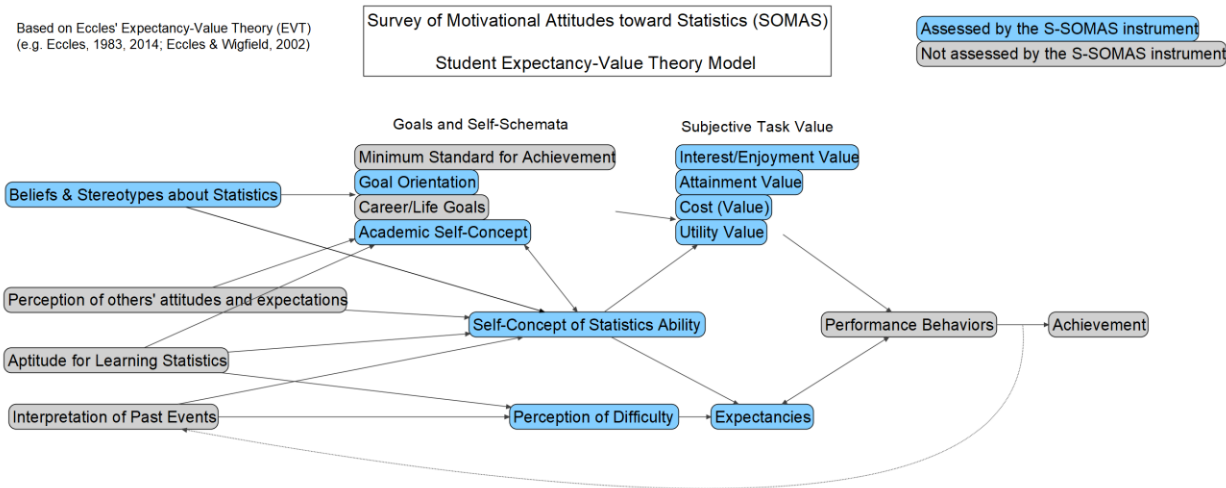 Based on Eccles' Expectancy-Value Theory (EVT)
(e.g. Eccles, 1983, 2014; Eccles & Wigfield, 2002)
Survey of Motivational Attitudes toward Statistics (SOMAS)
Student Expectancy-Value Theory Model
Assessed by the S-SOMAS instrument
Not assessed by the S-SOMAS instrument
Goals and Self-Schemata
Minimum Standard for Achievement
Goal Orientation
Career/Life Goals
Academic Self-Concept
Subjective Task Value
Interest/Enjoyment Value
Attainment Value
Cost (Value)
Utility Value
Beliefs & Stereotypes about Statistics
Perception of others' attitudes and expectations
Self-Concept of Statistics Ability
Performance Behaviors
Achievement
Aptitude for Learning Statistics
Interpretation of Past Events
Perception of Difficulty
Expectancies